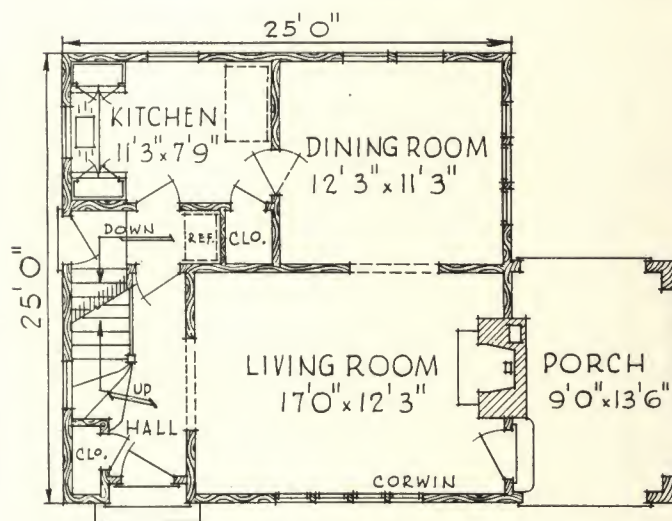 25'0"
KITCHEN
11'3" x 7'9"
DINING ROOM
12'3" x 11'3"
DOWN
REF.
CLO.
25'0"
LIVING ROOM
17'0" x 12'3"
PORCH
9'0" x 13'6"
UP
HALL
CLO.
CORWIN